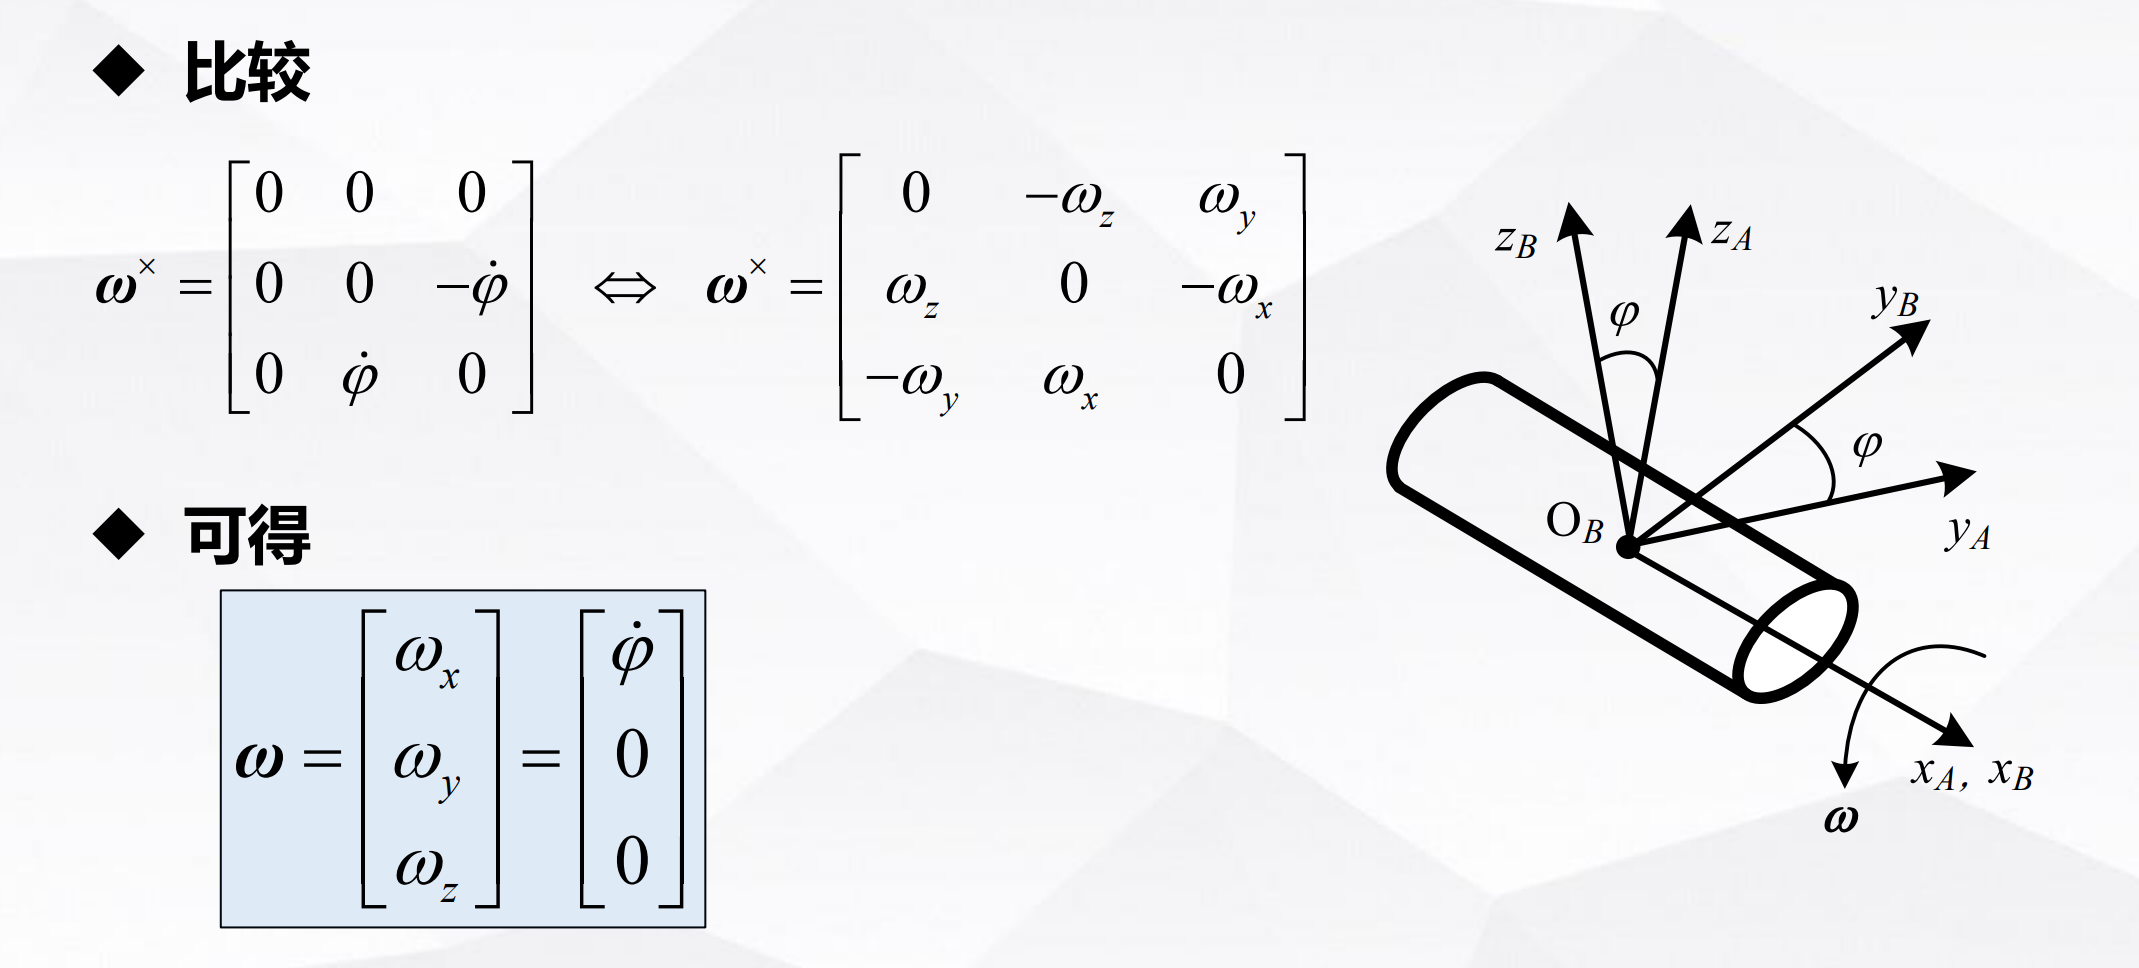 ◆ 比较
$\boldsymbol{\omega}^{\times} = \begin{bmatrix} 0 & 0 & 0 \\ 0 & 0 & -\dot{\varphi} \\ 0 & \dot{\varphi} & 0 \end{bmatrix} \Leftrightarrow \boldsymbol{\omega}^{\times} = \begin{bmatrix} 0 & -\omega_z & \omega_y \\ \omega_z & 0 & -\omega_x \\ -\omega_y & \omega_x & 0 \end{bmatrix}$
◆ 可得
$\boldsymbol{\omega} = \begin{bmatrix} \omega_x \\ \omega_y \\ \omega_z \end{bmatrix} = \begin{bmatrix} \dot{\varphi} \\ 0 \\ 0 \end{bmatrix}$
$z_B$
$z_A$
$y_B$
$\varphi$
$\varphi$
$\mathrm{O}_B$
$y_A$
$x_A, x_B$
$\boldsymbol{\omega}$